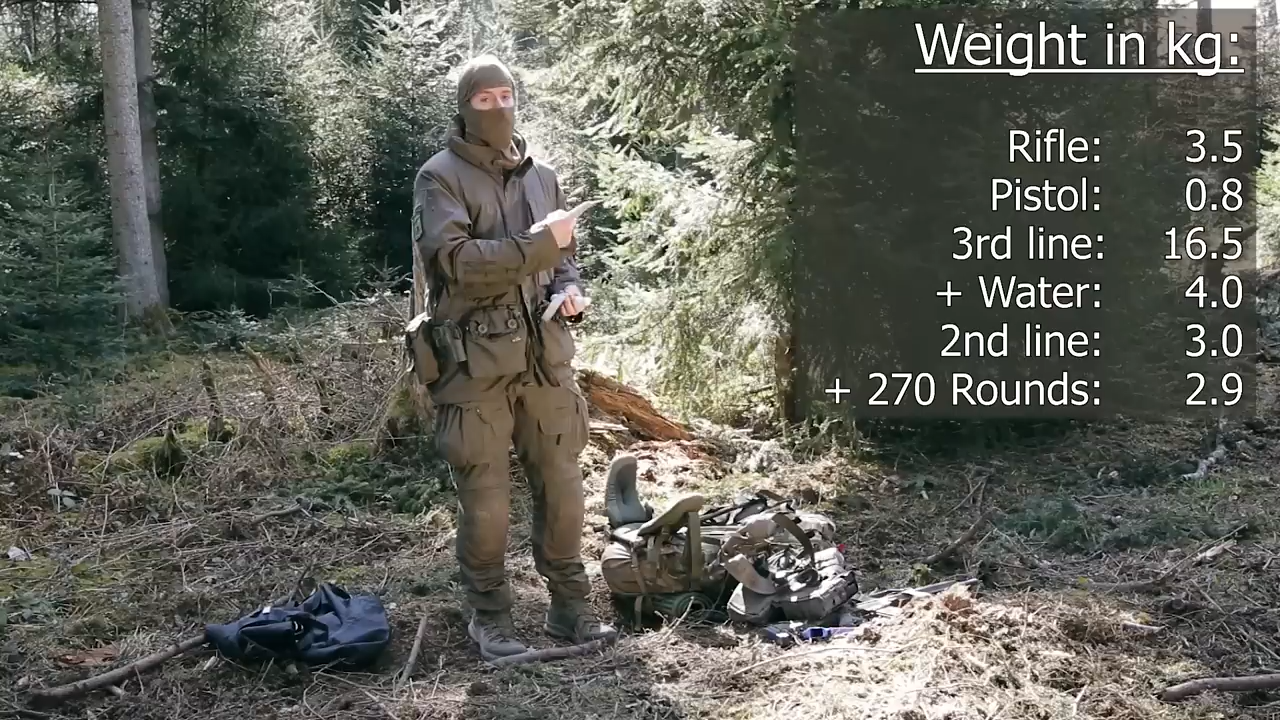 Weight in kg:
Rifle: 3.5
Pistol: 0.8
3rd line: 16.5
+ Water: 4.0
2nd line: 3.0
+ 270 Rounds: 2.9